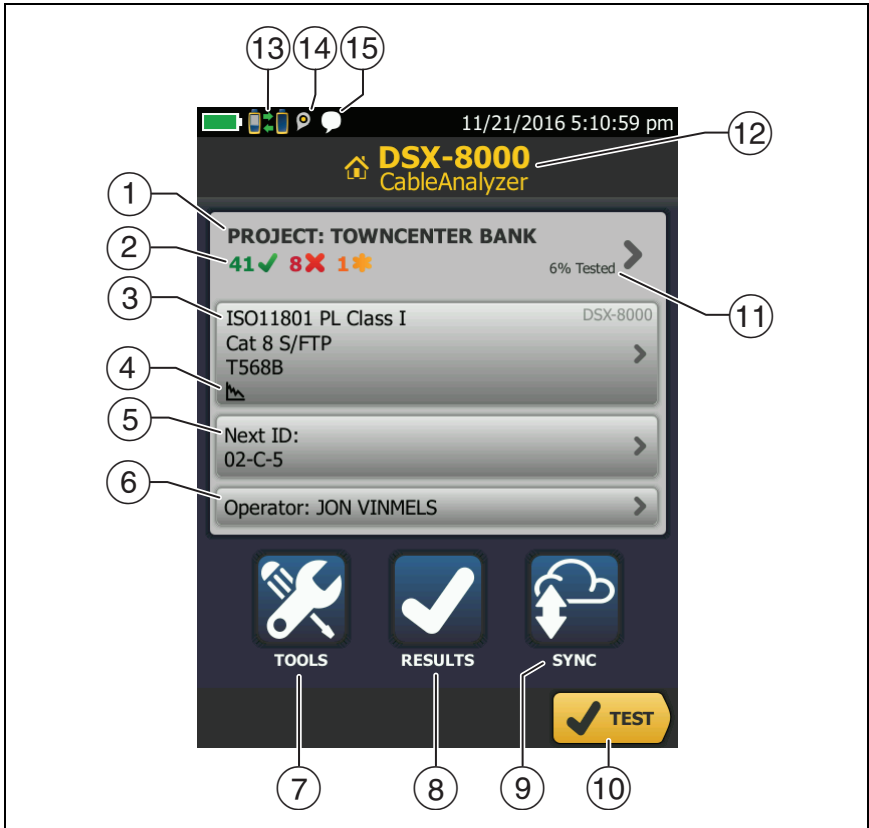 13 14 15
11/21/2016 5:10:59 pm
12
DSX-8000
CableAnalyzer
1
PROJECT: TOWNCENTER BANK
2
41 8 1
6% Tested
11
3
ISO11801 PL Class I
DSX-8000
Cat 8 S/FTP
T568B
4
5
Next ID:
02-C-5
6
Operator: JON VINMELS
TOOLS
RESULTS
SYNC
TEST
7 8 9 10